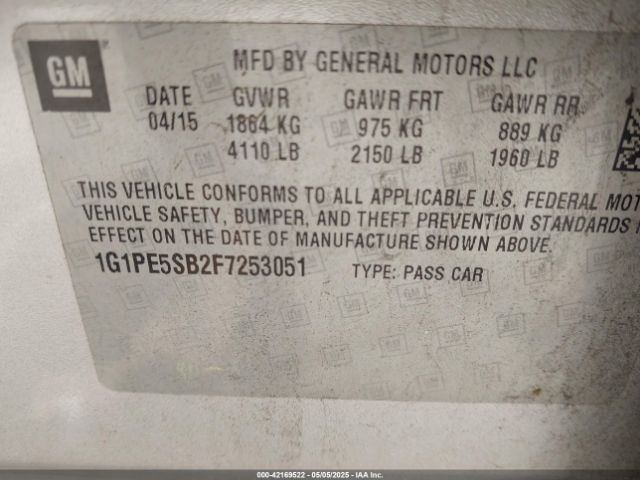 GM
MFD BY GENERAL MOTORS LLC
DATE GVWR GAWR FRT GAWR RR
04/15 1864 KG 975 KG 889 KG
4110 LB 2150 LB 1960 LB
THIS VEHICLE CONFORMS TO ALL APPLICABLE U.S. FEDERAL MOT
VEHICLE SAFETY, BUMPER, AND THEFT PREVENTION STANDARDS
EFFECT ON THE DATE OF MANUFACTURE SHOWN ABOVE.
1G1PE5SB2F7253051 TYPE: PASS CAR
000-42169522 - 05/05/2025 - IAA Inc.